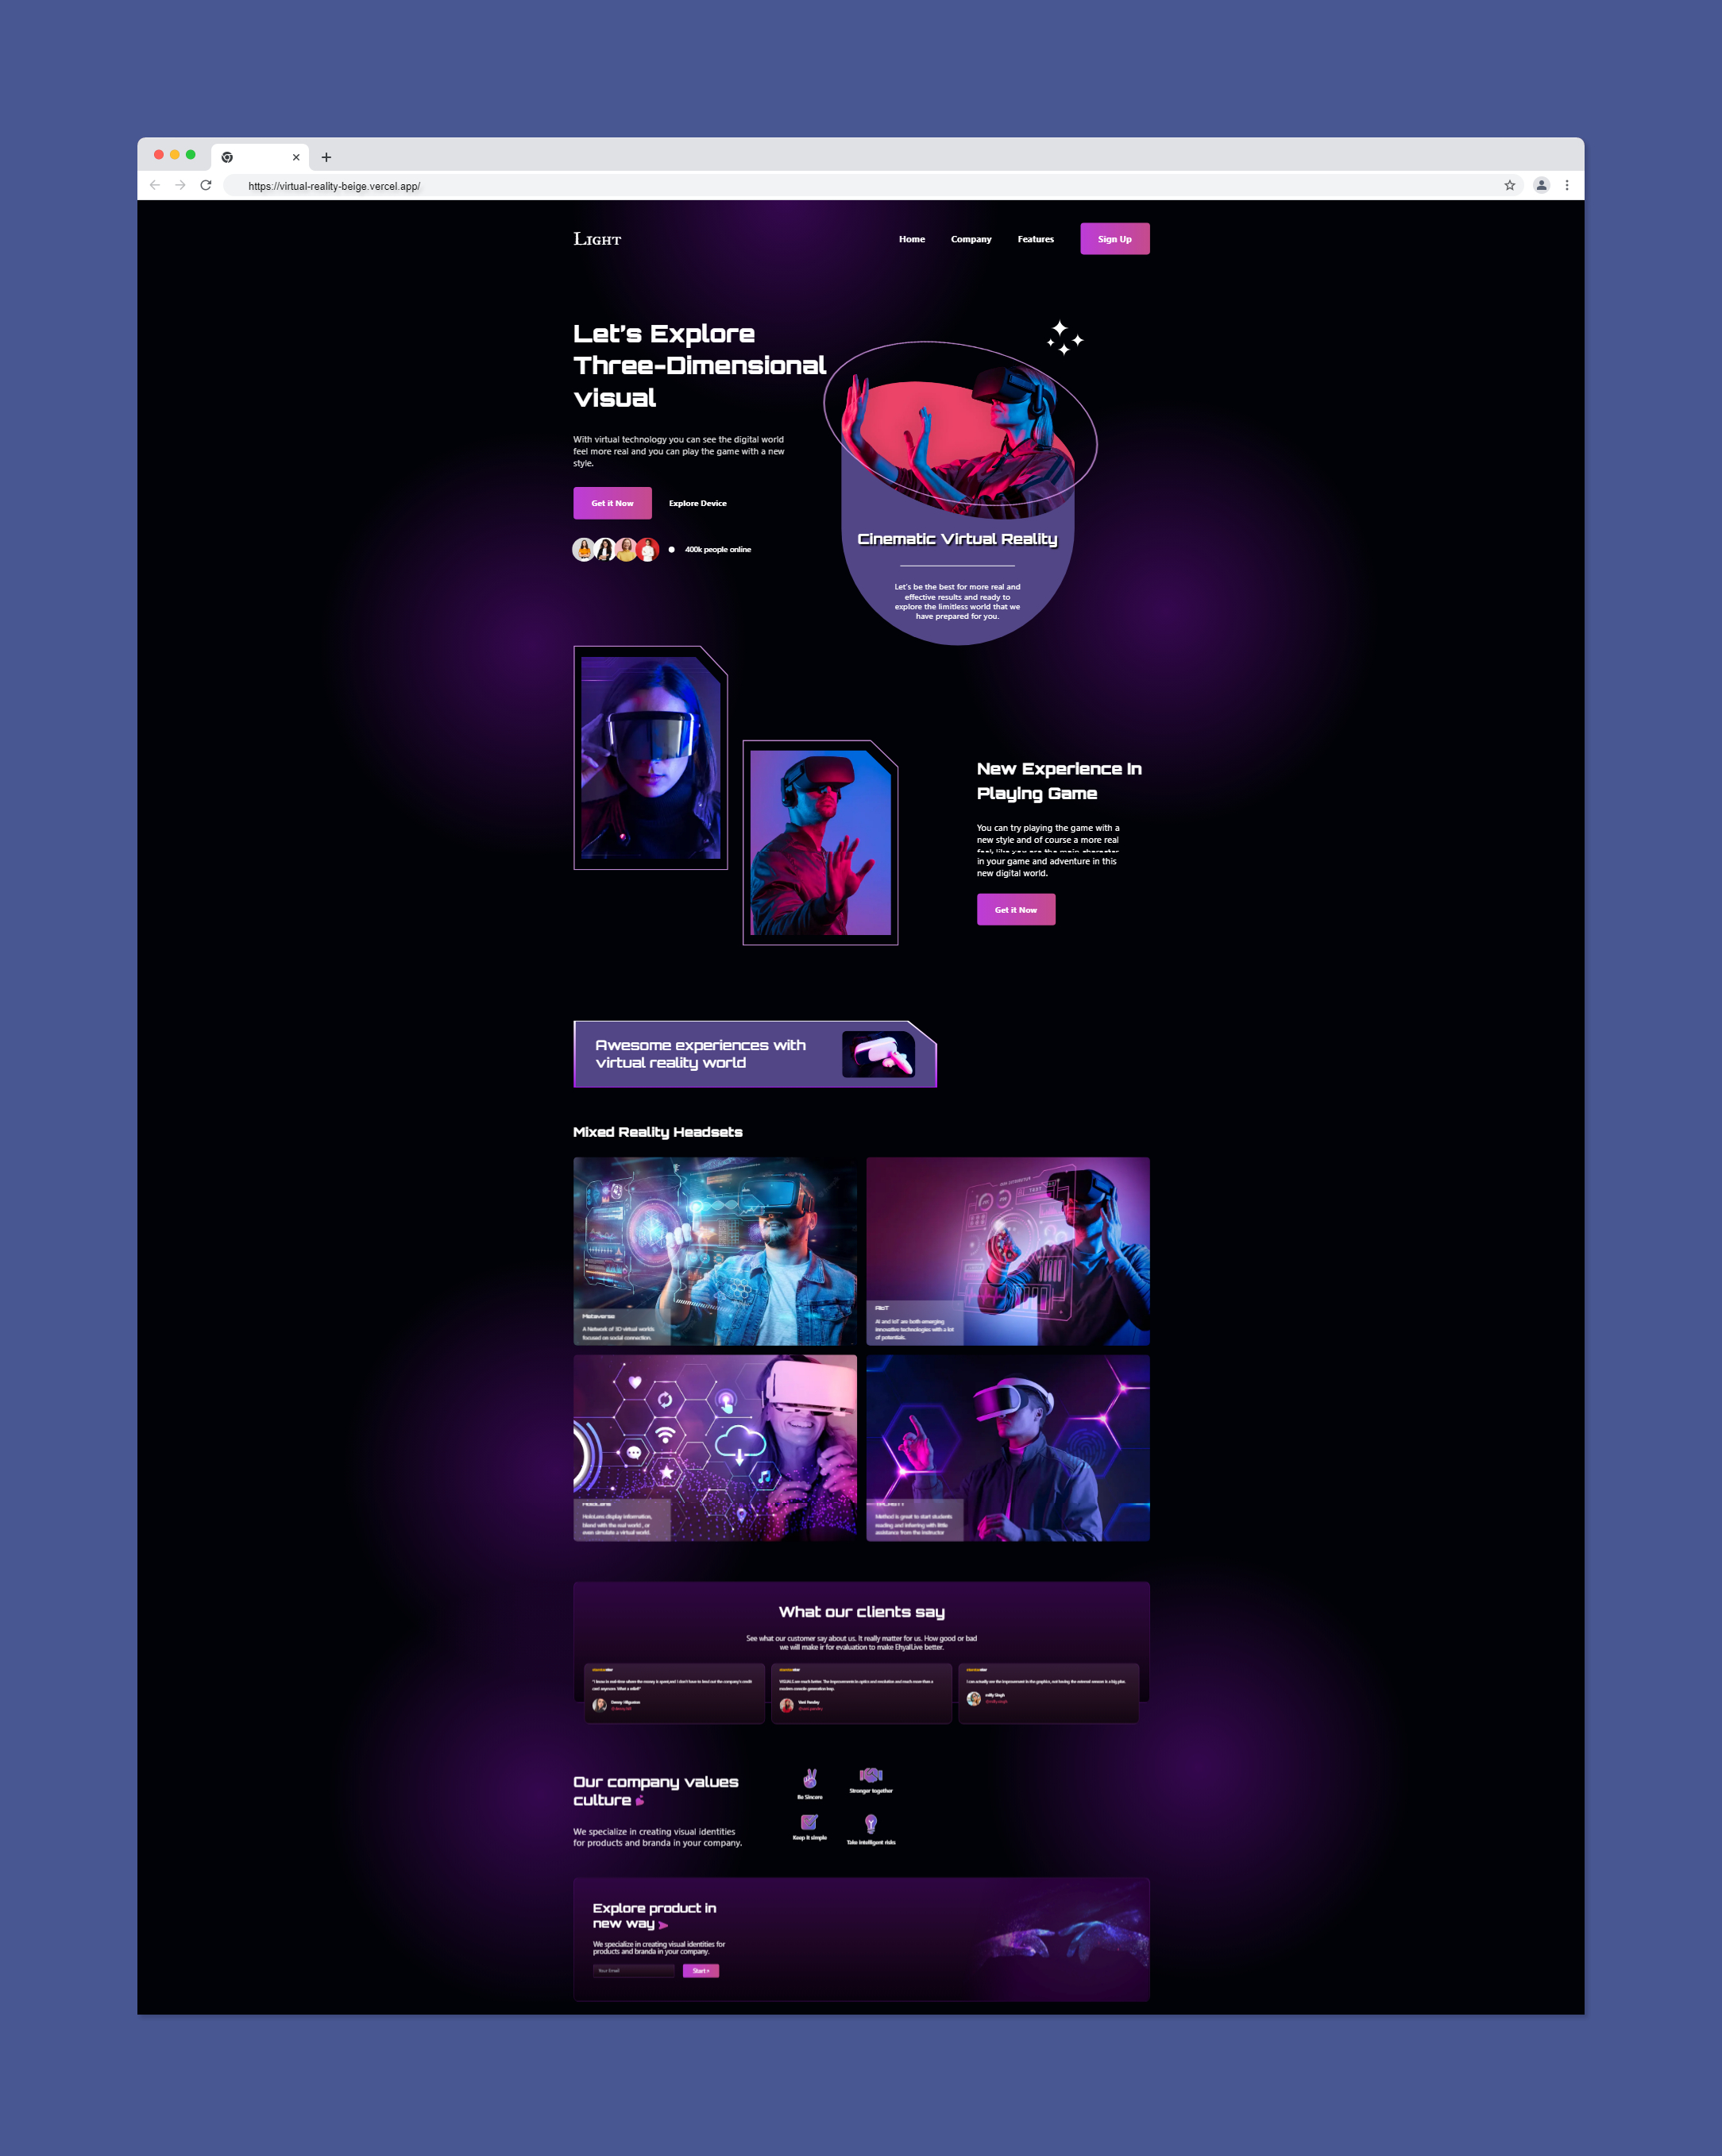 https://virtual-reality-beige.vercel.app/
Light
Home
Company
Features
Sign Up
Let's Explore
Three-Dimensional
visual
With virtual technology you can see the digital world
feel more real and you can play the game with a new
style.
Get it Now
Explore Device
400k people online
Cinematic Virtual Reality
Let's be the best for more real and
effective results and ready to
explore the limitless world that we
have prepared for you.
New Experience In
Playing Game
You can try playing the game with a
new style and of course a more real
feel, like you are the main character
in your game and adventure in this
new digital world.
Get it Now
Awesome experiences with
virtual reality world
Mixed Reality Headsets
Metaverse
A Network of 3D virtual worlds
focused on social connection.
AIoT
AI and IoT are both emerging
innovative technologies with a lot
of potentials.
HoloLens
HoloLens display information,
blend with the real world , or
even simulate a virtual world.
Method is great to start students
reading and inferring with little
assistance from the instructor
What our clients say
See what our customer say about us. It really matter for us. How good or bad
we will make ir for evaluation to make EhyalLive better.
Our company values
culture
We specialize in creating visual identities
for products and branda in your company.
Be Sincere
Stronger together
Keep it simple
Take intelligent risks
Explore product in
new way
We specialize in creating visual identities for
products and branda in your company.
Your Email
Start